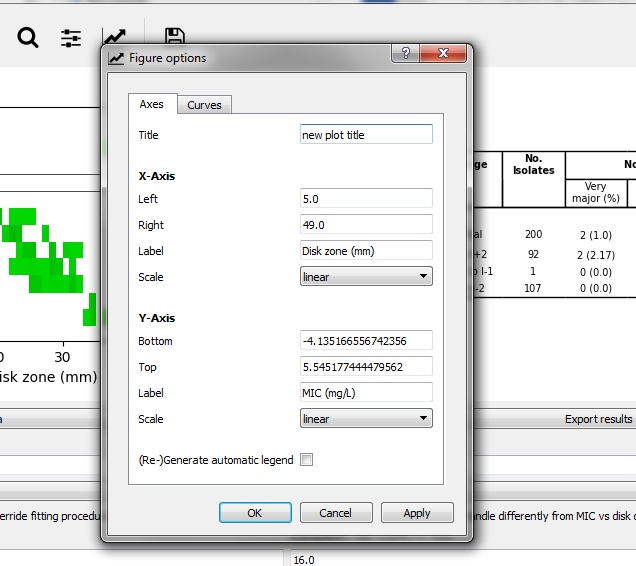 Figure options
Axes
Curves
Title
new plot title
X-Axis
Left
5.0
Right
49.0
Label
Disk zone (mm)
Scale
linear
Y-Axis
Bottom
-4.135166556742356
Top
5.545177444479562
Label
MIC (mg/L)
Scale
linear
(Re-)Generate automatic legend
OK
Cancel
Apply
30
isk zone (mm)
ge
No.
Isolates
No
Very
major (%)
al
200
2 (1.0)
+2
92
2 (2.17)
o I-1
1
0 (0.0)
-2
107
0 (0.0)
a
Export results
erride fitting procedu
ndle differently from MIC vs disk
16.0